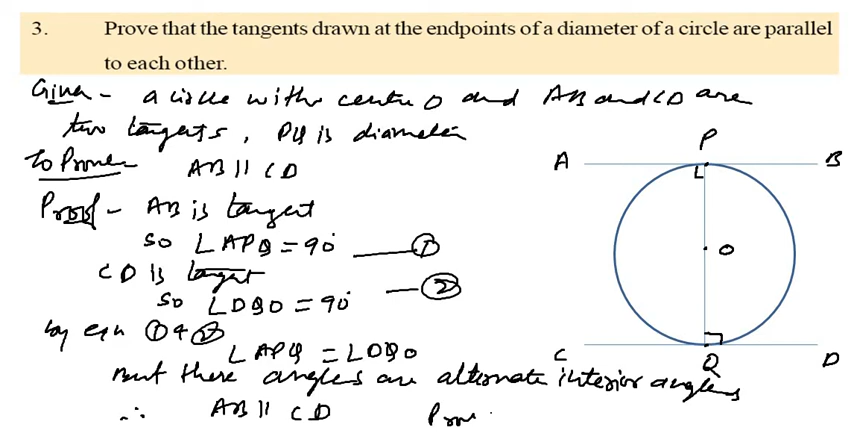 3. Prove that the tangents drawn at the endpoints of a diameter of a circle are parallel
to each other.
Given - a circle with centre O and AB and CD are
two tangents, PQ is diameter
To Prove- AB || CD
Proof - AB is tangent
so ∠APQ = 90° ——①
CD is tangent
so ∠DQO = 90° —②
by eqn ① & ②
∠APQ = ∠DQO
But these angles are alternate interior angles
∴ AB || CD Prov
P
A B
O
C D
Q